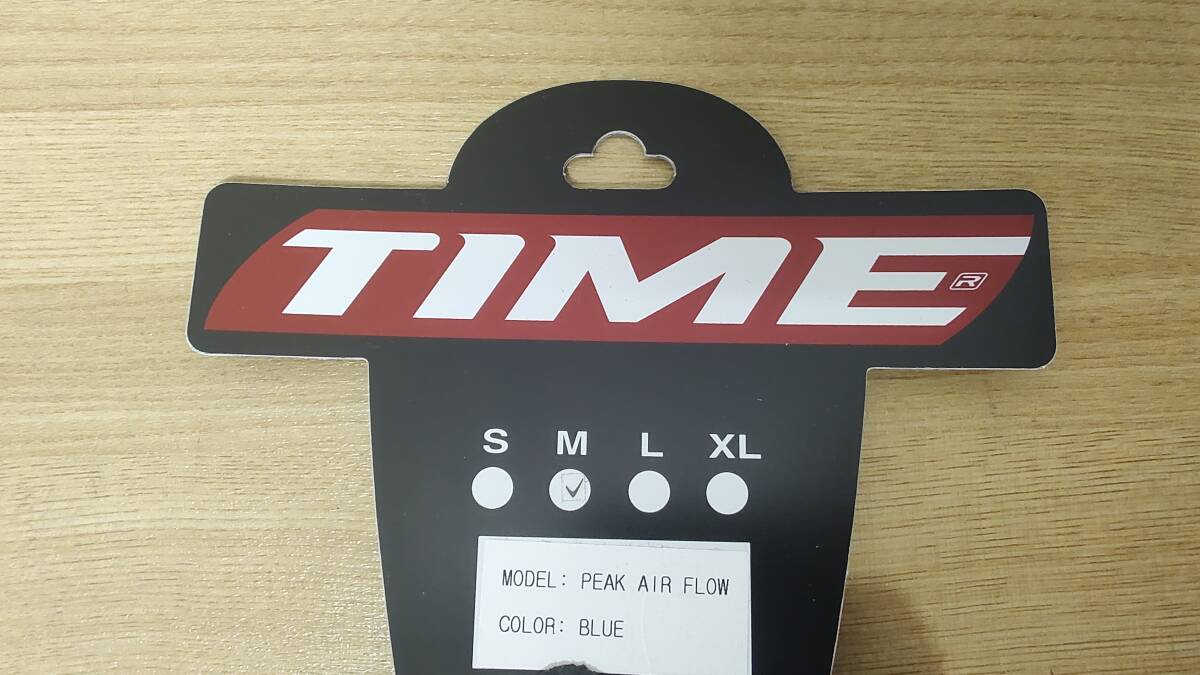 TIME
R
S M L XL
MODEL: PEAK AIR FLOW
COLOR: BLUE